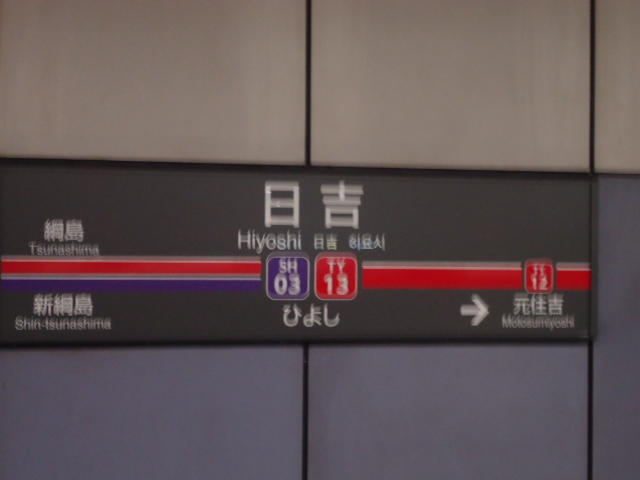 日吉
Hiyoshi 日吉 히요시
綱島
Tsunashima
SH
03
TY
13
TY
12
新綱島
Shin-tsunashima
ひよし
→
元住吉
Motosumiyoshi